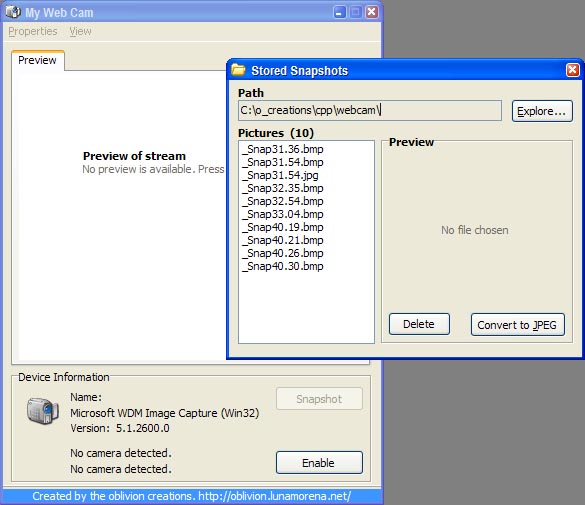 My Web Cam
Properties View
Preview
Preview of stream
No preview is available. Press
Stored Snapshots
Path
C:\o_creations\cpp\webcam\
Explore...
Pictures (10)
_Snap31.36.bmp
_Snap31.54.bmp
_Snap31.54.jpg
_Snap32.35.bmp
_Snap32.54.bmp
_Snap33.04.bmp
_Snap40.19.bmp
_Snap40.21.bmp
_Snap40.26.bmp
_Snap40.30.bmp
Preview
No file chosen
Delete
Convert to JPEG
Device Information
Name:
Microsoft WDM Image Capture (Win32)
Version: 5.1.2600.0
No camera detected.
No camera detected.
Snapshot
Enable
Created by the oblivion creations. http://oblivion.lunamorena.net/